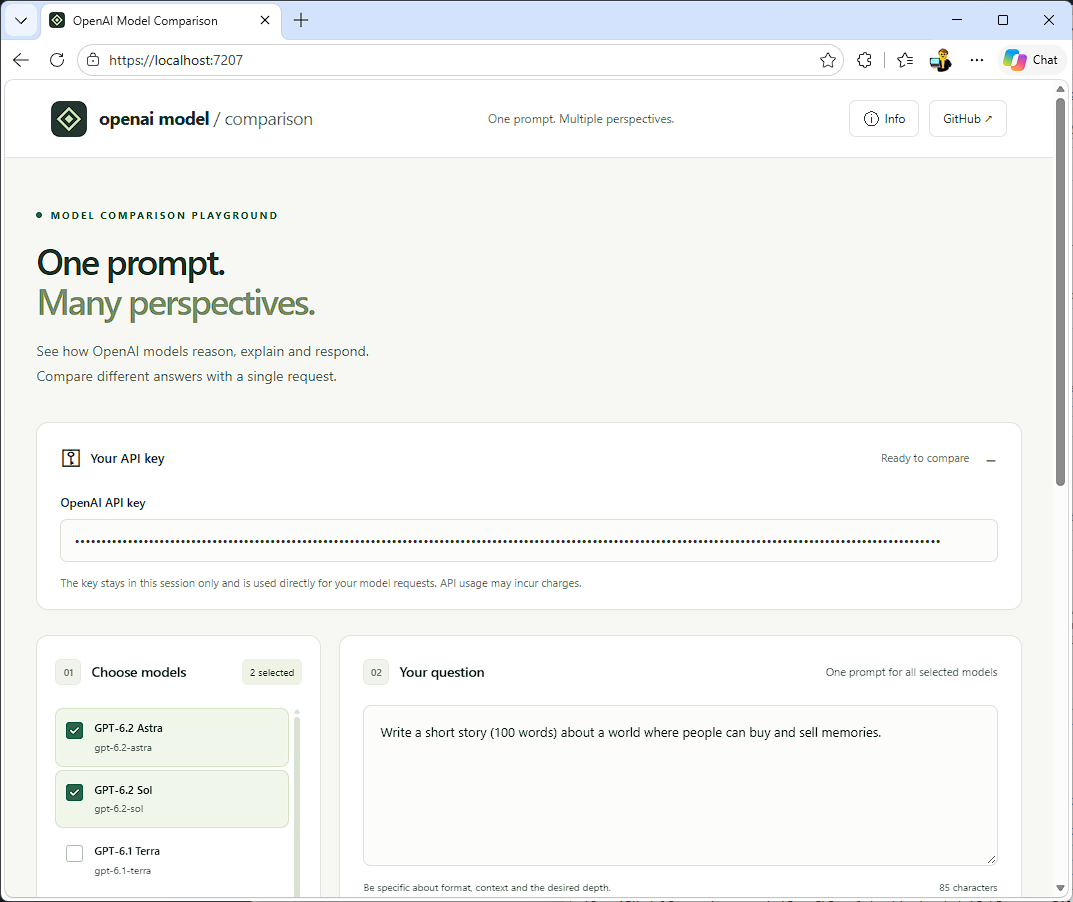 OpenAI Model Comparison
https://localhost:7207
Chat
openai model / comparison
One prompt. Multiple perspectives.
Info
GitHub ↗
MODEL COMPARISON PLAYGROUND
One prompt.
Many perspectives.
See how OpenAI models reason, explain and respond.
Compare different answers with a single request.
Your API key
Ready to compare
OpenAI API key
The key stays in this session only and is used directly for your model requests. API usage may incur charges.
01
Choose models
2 selected
GPT-6.2 Astra
gpt-6.2-astra
GPT-6.2 Sol
gpt-6.2-sol
GPT-6.1 Terra
gpt-6.1-terra
02
Your question
One prompt for all selected models
Write a short story (100 words) about a world where people can buy and sell memories.
Be specific about format, context and the desired depth.
85 characters